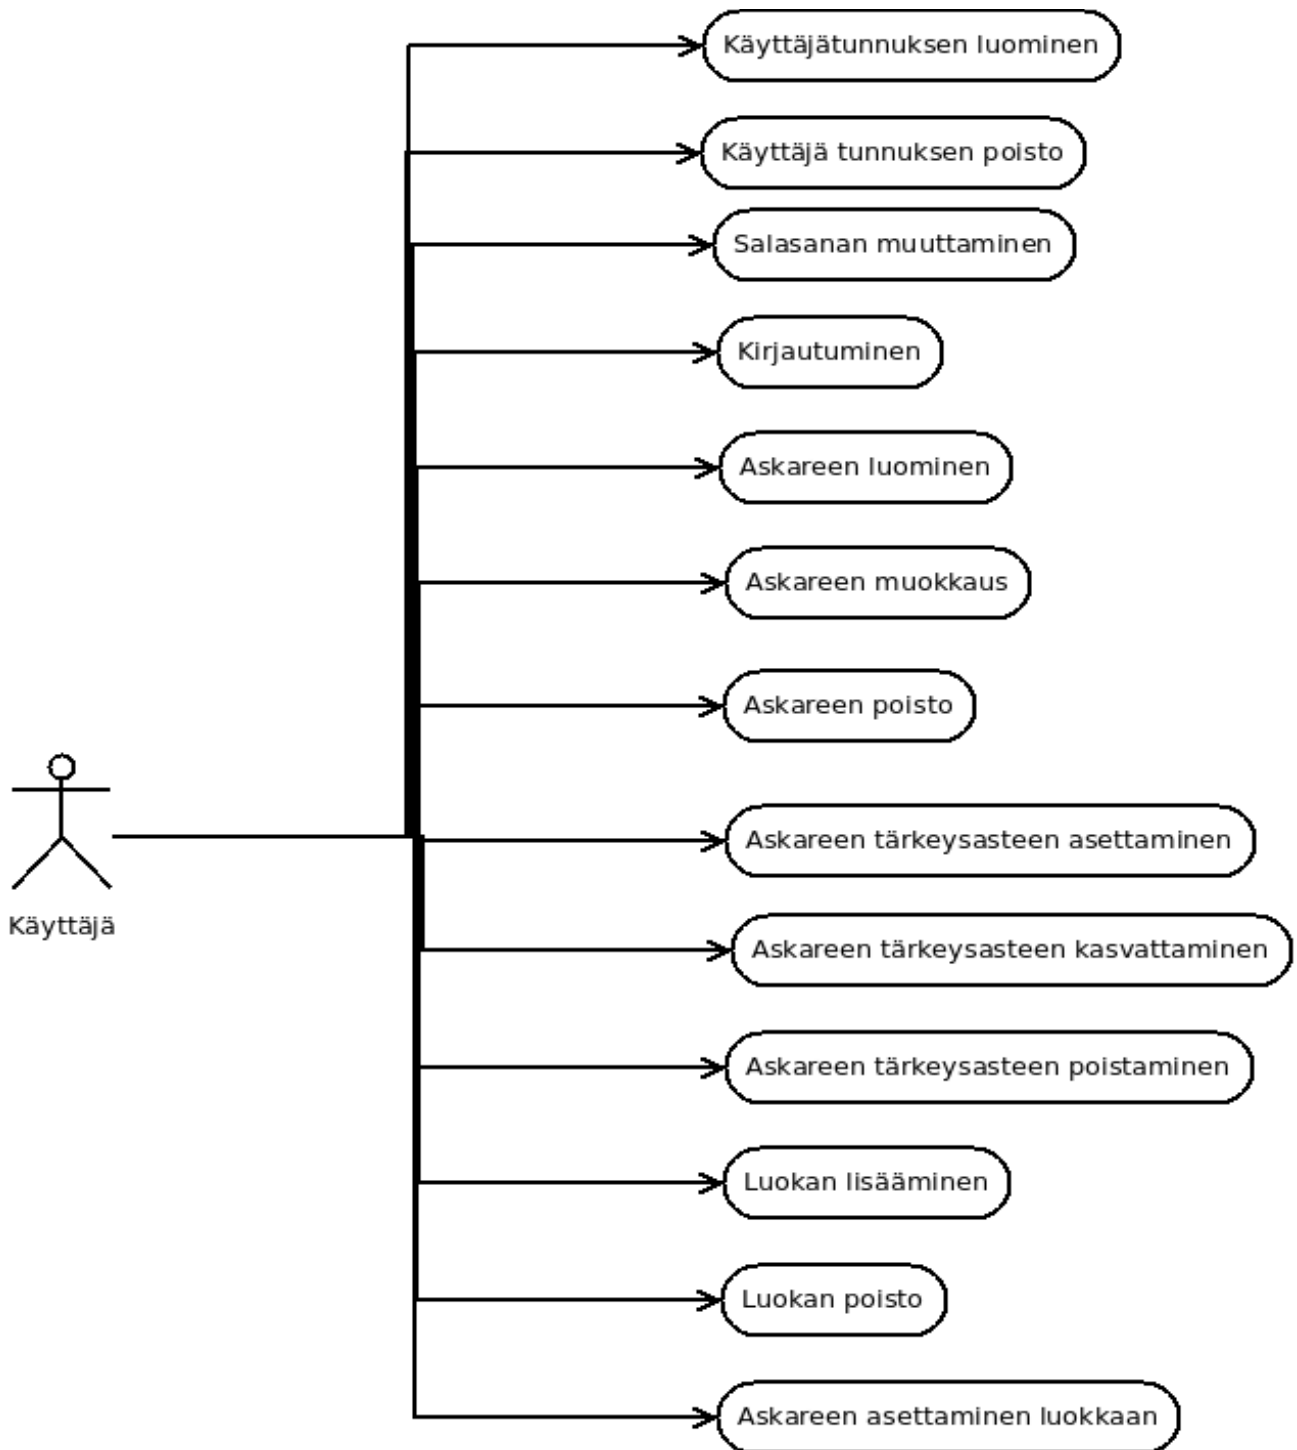 Käyttäjätunnuksen luominen
Käyttäjä tunnuksen poisto
Salasanan muuttaminen
Kirjautuminen
Askareen luominen
Askareen muokkaus
Askareen poisto
Askareen tärkeysasteen asettaminen
Käyttäjä
Askareen tärkeysasteen kasvattaminen
Askareen tärkeysasteen poistaminen
Luokan lisääminen
Luokan poisto
Askareen asettaminen luokkaan